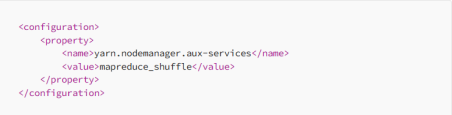 <configuration>
    <property>
        <name>yarn.nodemanager.aux-services</name>
        <value>mapreduce_shuffle</value>
    </property>
</configuration>